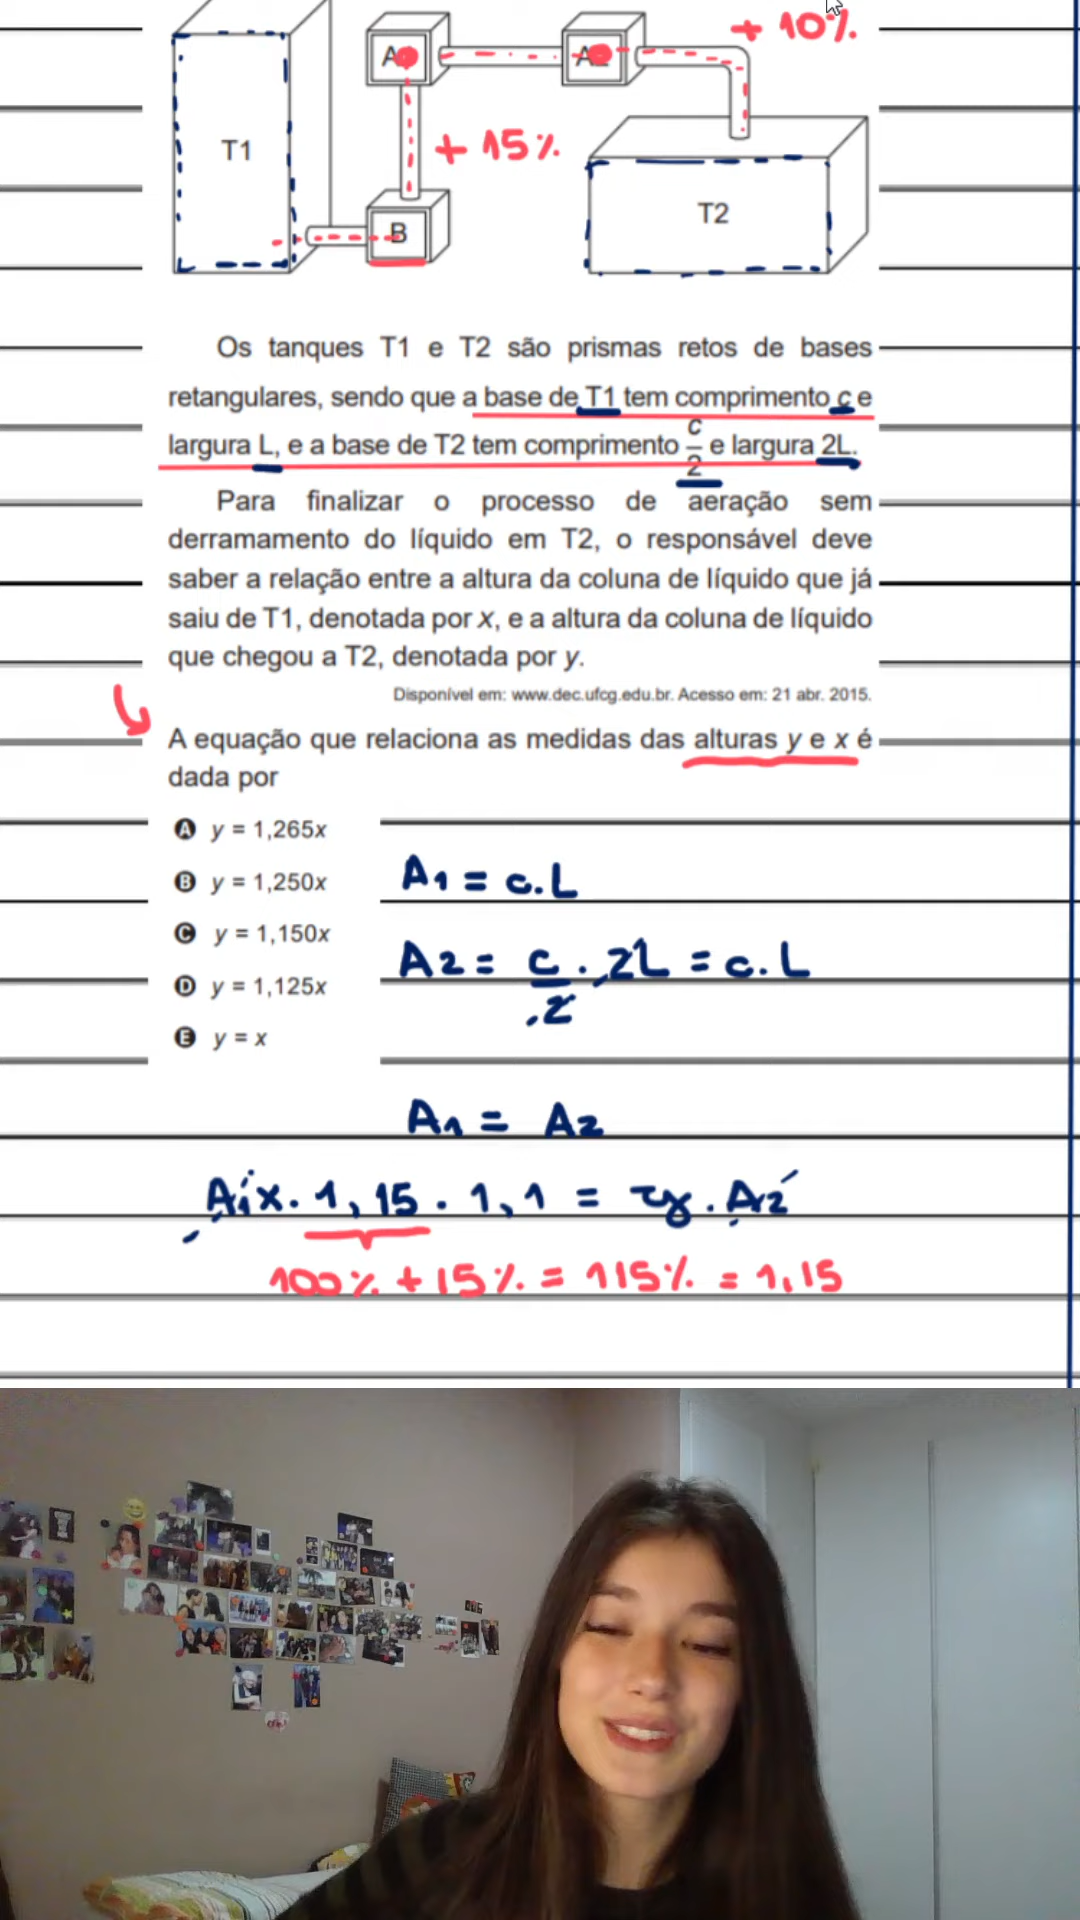 + 10%
T1
+ 15%
B
T2
Os tanques T1 e T2 são prismas retos de bases
retangulares, sendo que a base de T1 tem comprimento c e
largura L, e a base de T2 tem comprimento c/2 e largura 2L.
Para finalizar o processo de aeração sem
derramamento do líquido em T2, o responsável deve
saber a relação entre a altura da coluna de líquido que já
saiu de T1, denotada por x, e a altura da coluna de líquido
que chegou a T2, denotada por y.
Disponível em: www.dec.ufcg.edu.br. Acesso em: 21 abr. 2015.
A equação que relaciona as medidas das alturas y e x é
dada por
A y = 1,265x
B y = 1,250x
C y = 1,150x
D y = 1,125x
E y = x
A1 = c.L
A2 = c/2 . 2L = c.L
A1 = A2
A1x . 1,15 . 1,1 = y . A2
100% + 15% = 115% = 1,15